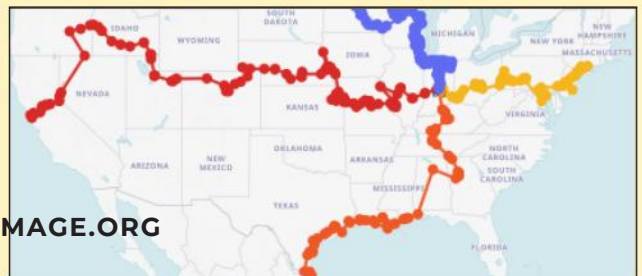 SOUTH
DAKOTA
IDAHO
WYOMING
MICHIGAN
NEW
HAMPSHIRE
NEW YORK
MASSACHUSETTS
IOWA
NEVADA
KANSAS
VIRGINIA
ARIZONA
NEW
MEXICO
OKLAHOMA
ARKANSAS
NORTH
CAROLINA
SOUTH
CAROLINA
MISSISSIPPI
TEXAS
MAGE.ORG
FLORIDA